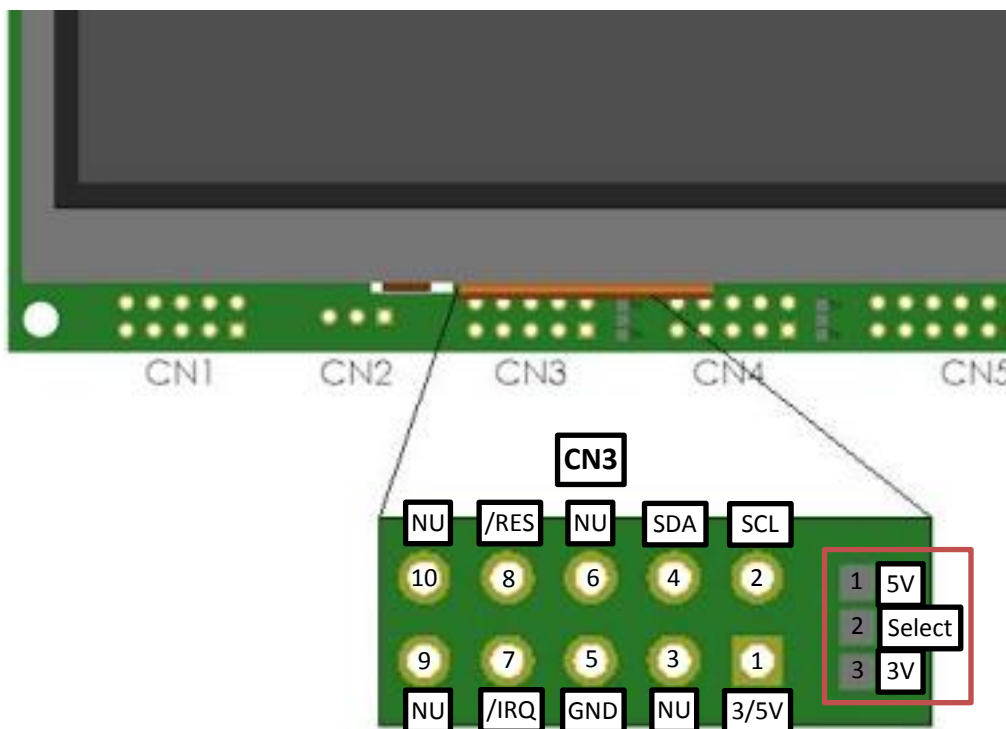 CN1 CN2 CN3 CN4 CN5
CN3
NU /RES NU SDA SCL
10 8 6 4 2 1 5V
2 Select
9 7 5 3 1 3 3V
NU /IRQ GND NU 3/5V